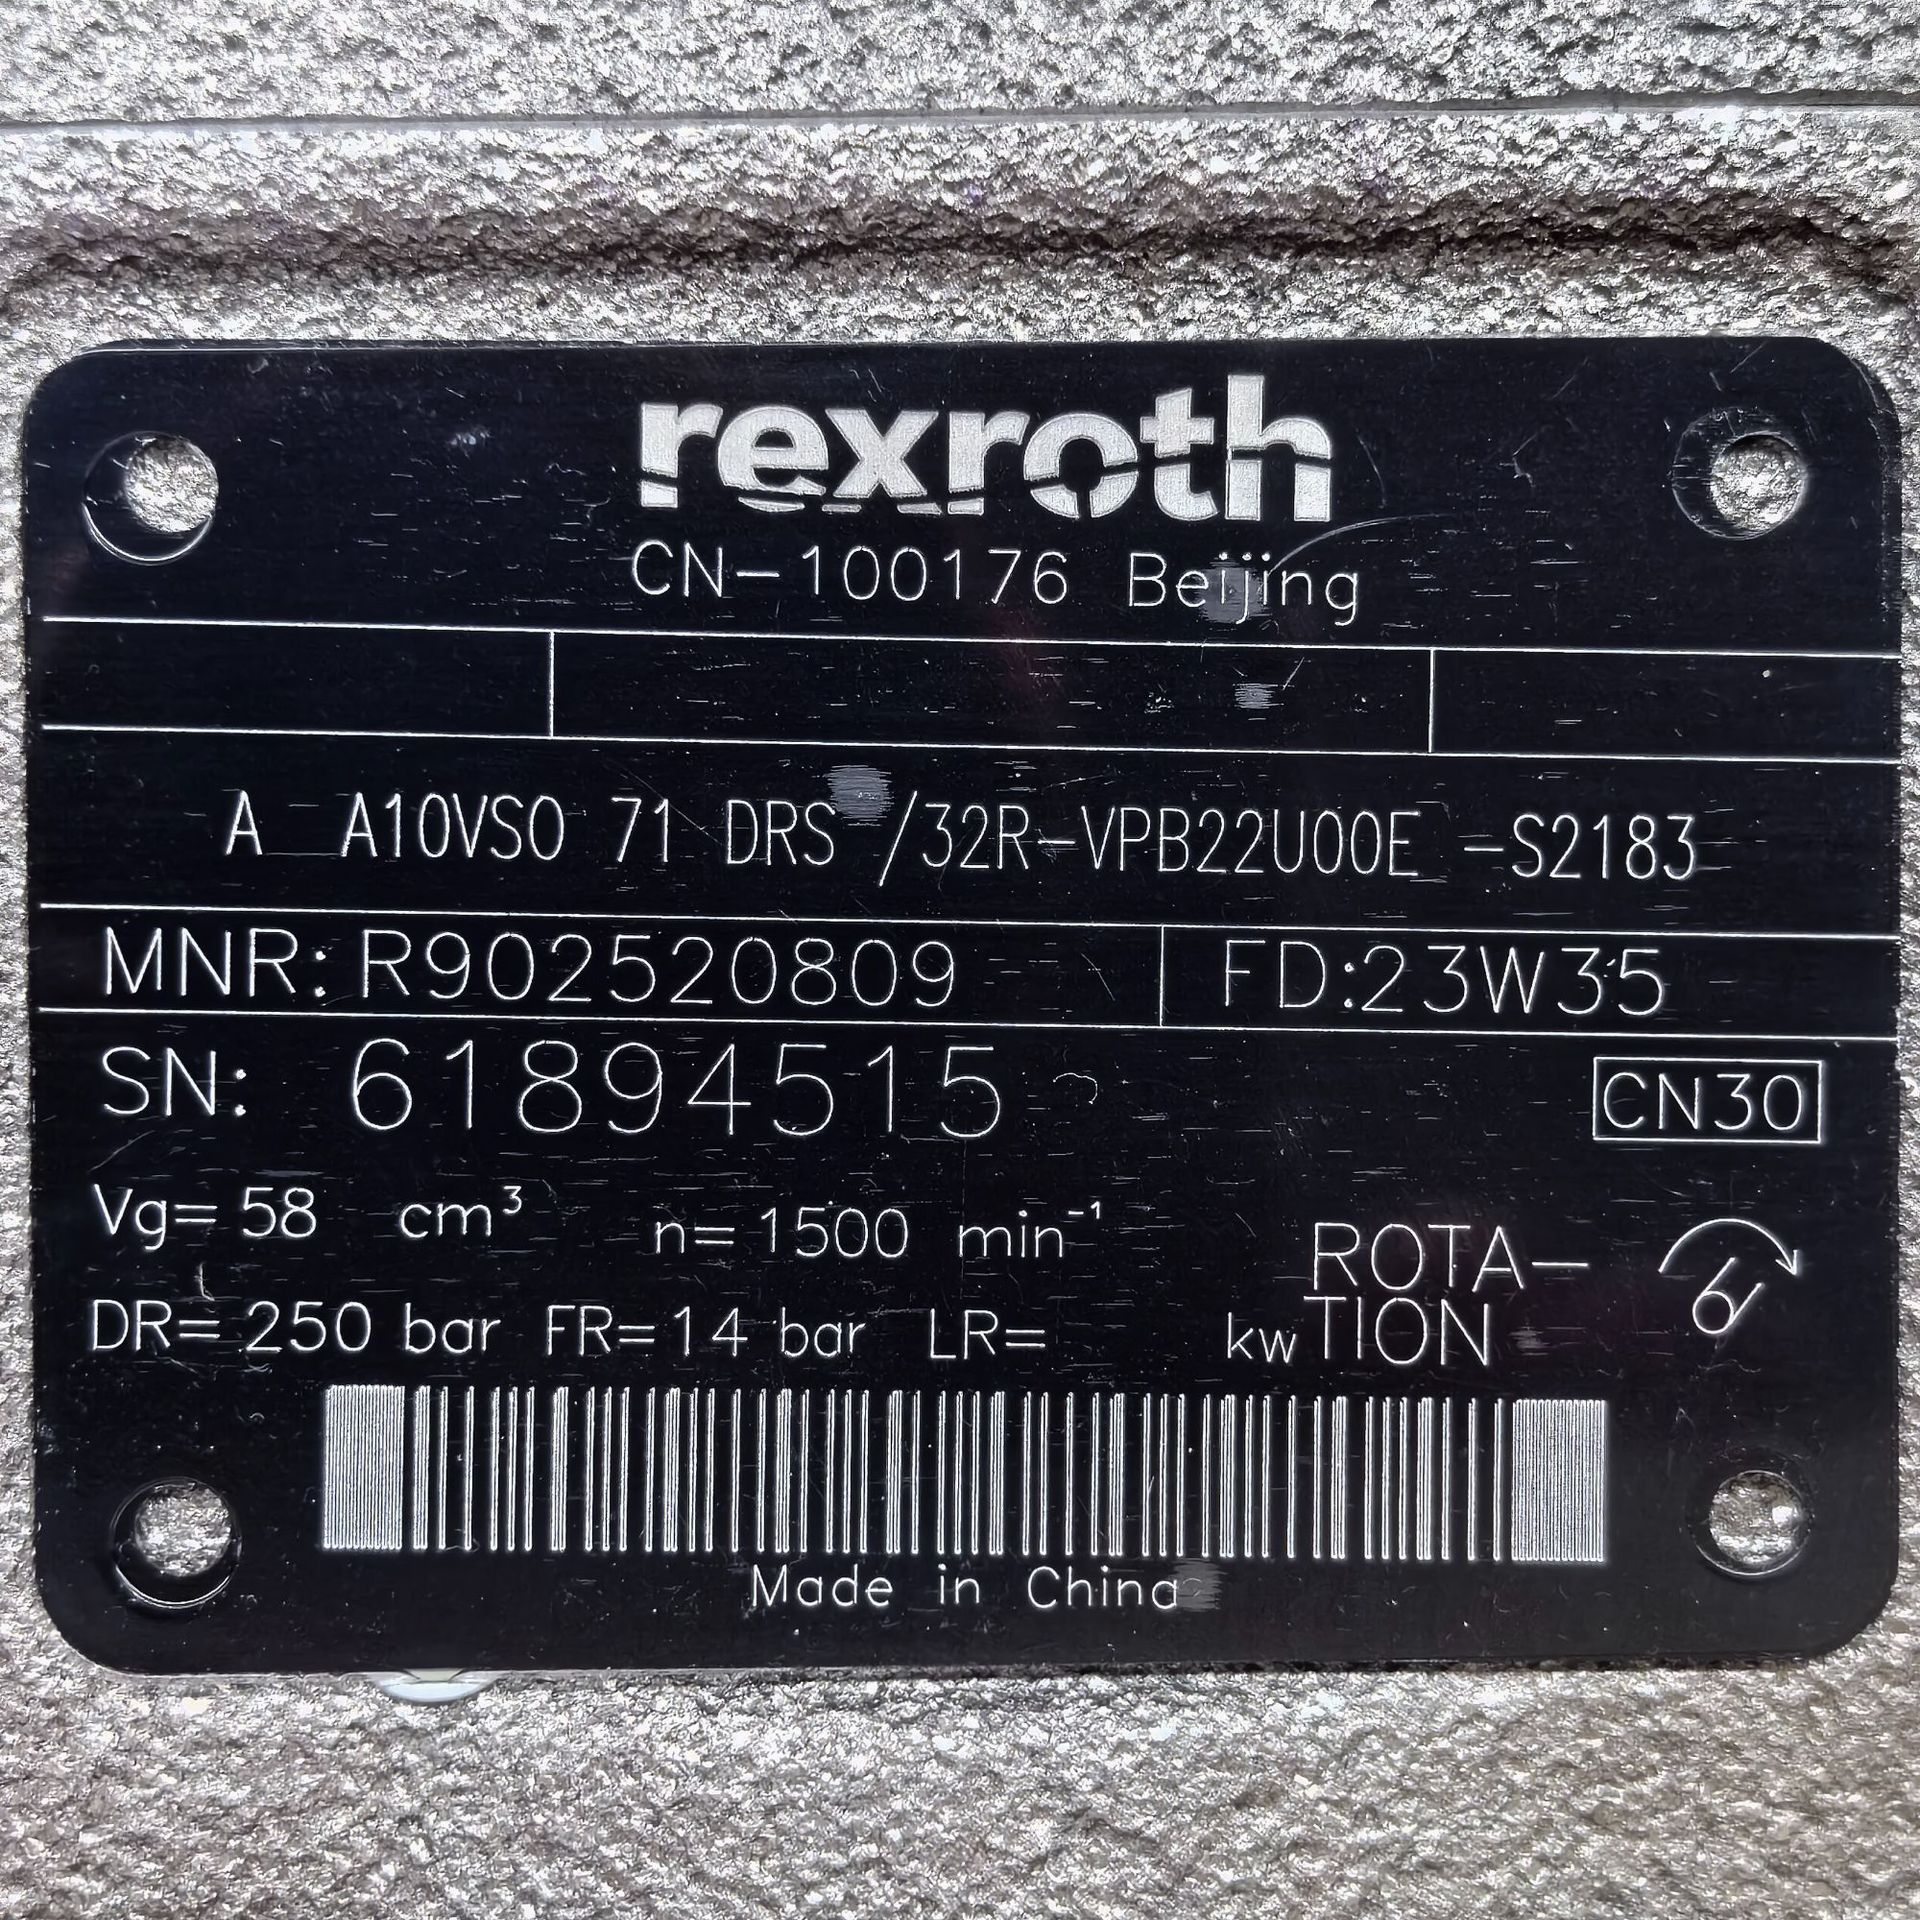 rexroth
CN-100176 Beijing
A A10VSO 71 DRS /32R-VPB22U00E -S2183
MNR: R902520809 FD:23W35
SN: 61894515 CN30
Vg= 58 cm³ n= 1500 min⁻¹ ROTA-
DR= 250 bar FR= 14 bar LR= kw TION
Made in China